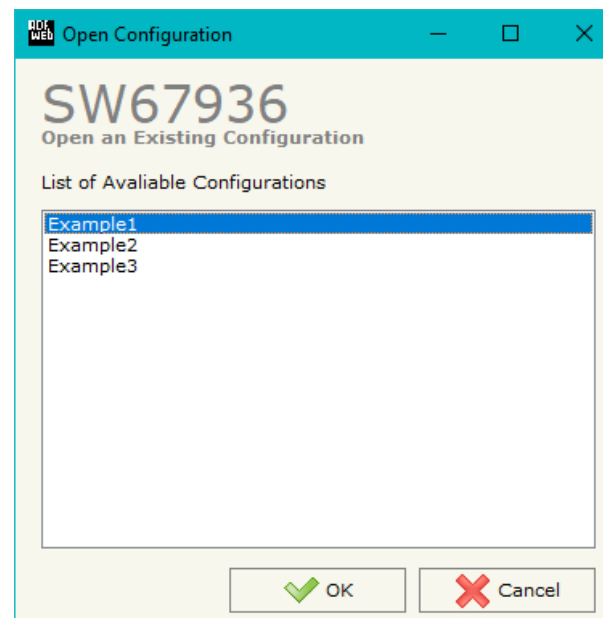 ADF
WEB Open Configuration
SW67936
Open an Existing Configuration
List of Avaliable Configurations
Example1
Example2
Example3
OK Cancel